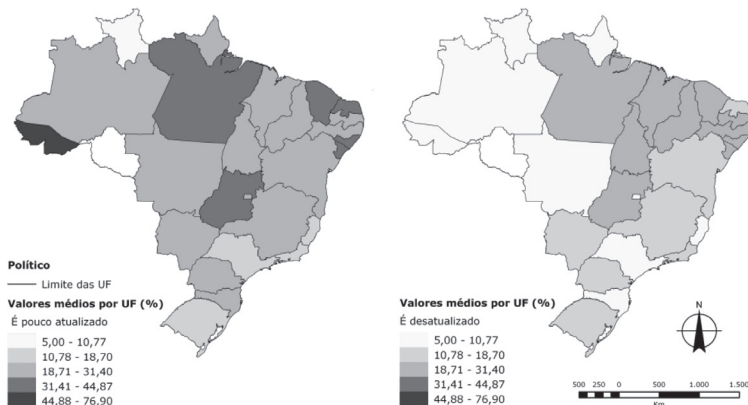 Político
Limite das UF
Valores médios por UF (%)
É pouco atualizado
5,00 - 10,77
10,78 - 18,70
18,71 - 31,40
31,41 - 44,87
44,88 - 76,90
Valores médios por UF (%)
É desatualizado
5,00 - 10,77
10,78 - 18,70
18,71 - 31,40
31,41 - 44,87
44,88 - 76,90
N
500 250 0 500 1.000 1.500
Km